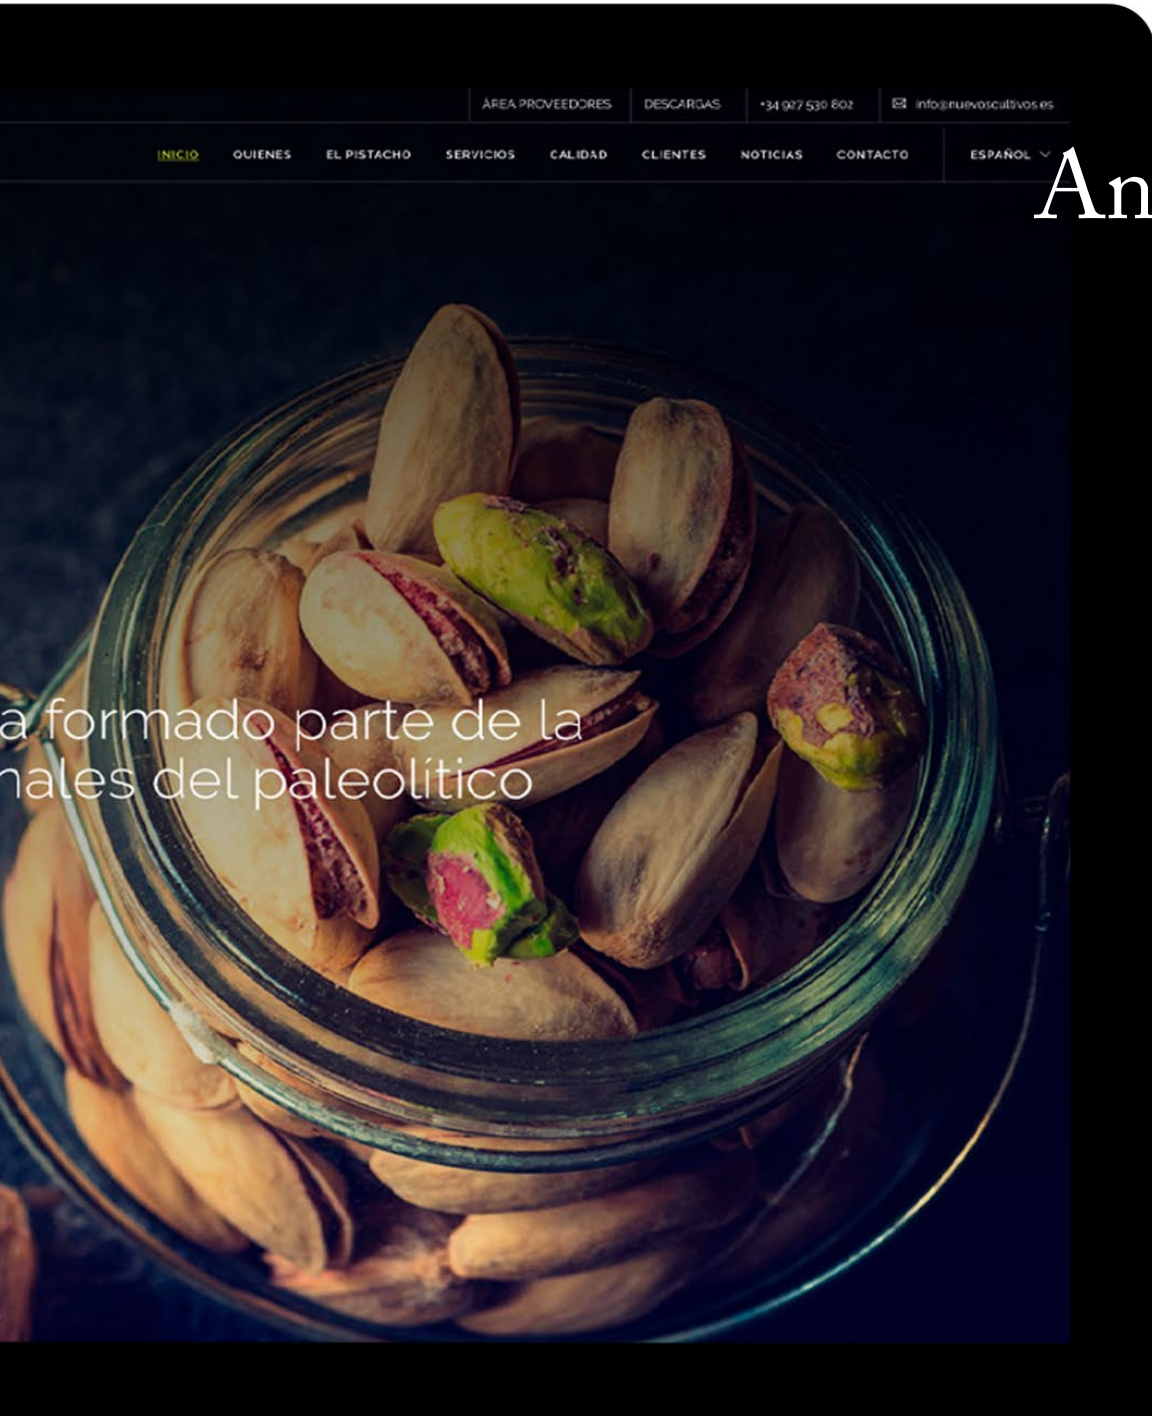 ÁREA PROVEEDORES DESCARGAS +34 927 530 802 info@nuevoscultivos.es
INICIO QUIENES EL PISTACHO SERVICIOS CALIDAD CLIENTES NOTICIAS CONTACTO ESPAÑOL
An
a formado parte de la
nales del paleolítico